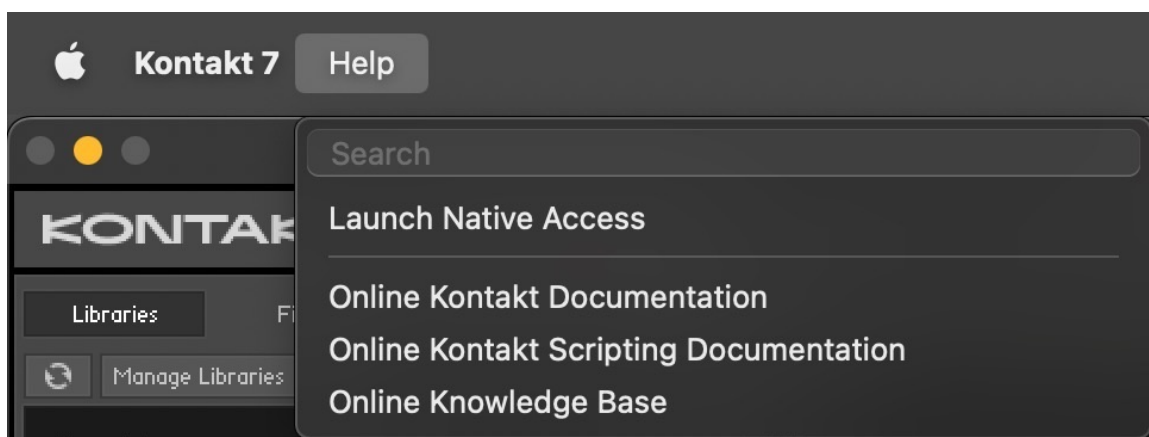 Kontakt 7 Help
Search
KONTAK
Launch Native Access
Libraries Fi
Online Kontakt Documentation
Online Kontakt Scripting Documentation
Manage Libraries
Online Knowledge Base